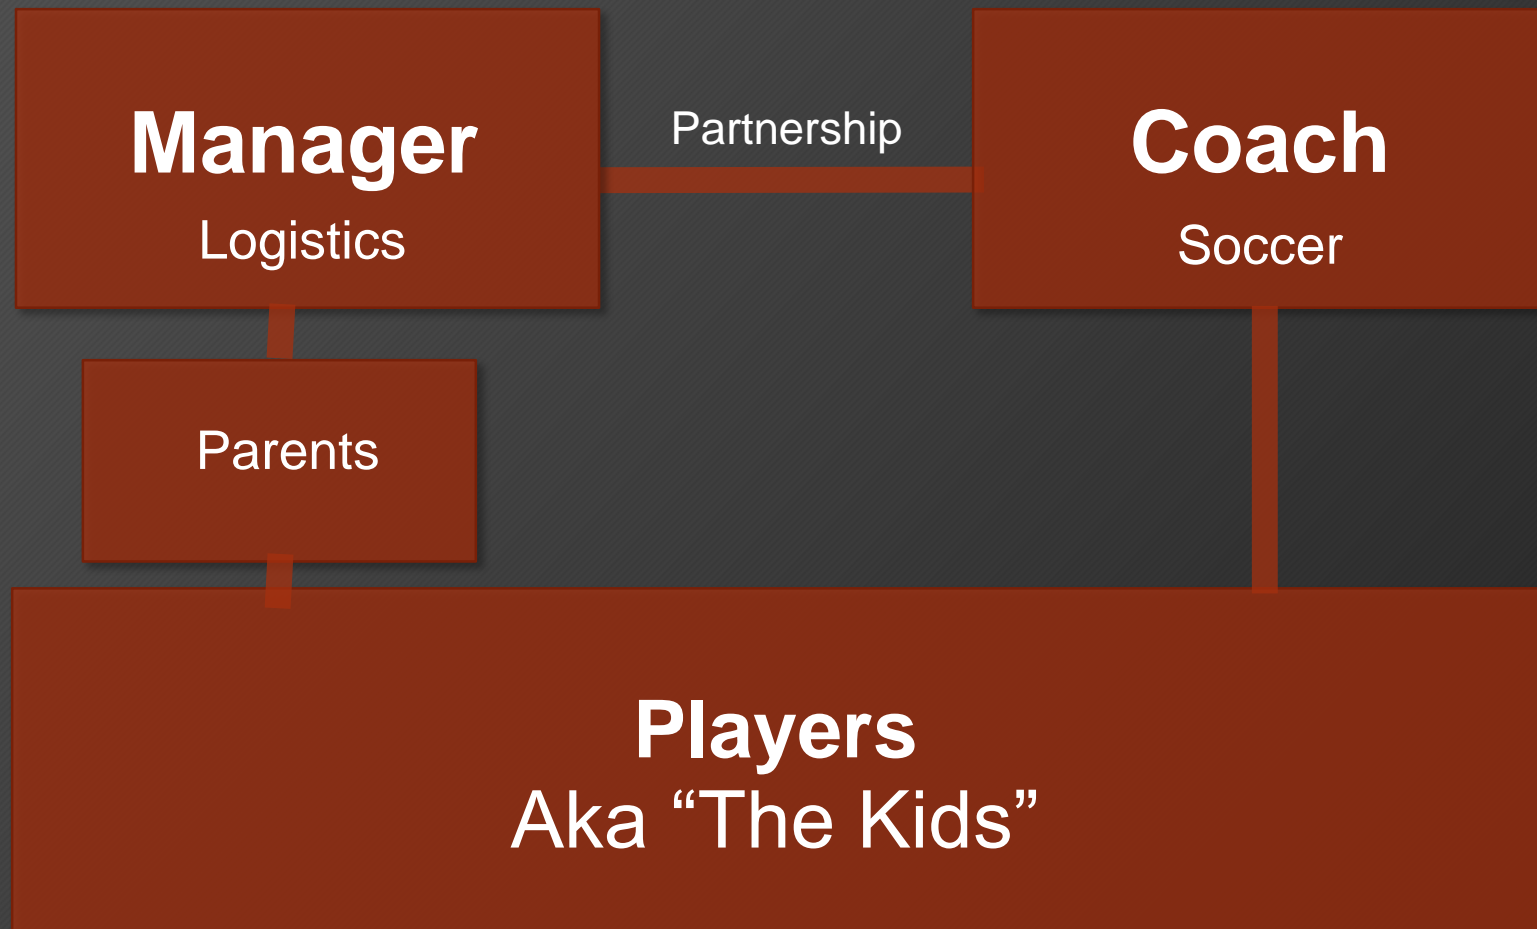 Manager
Logistics
Partnership
Coach
Soccer
Parents
Players
Aka “The Kids”